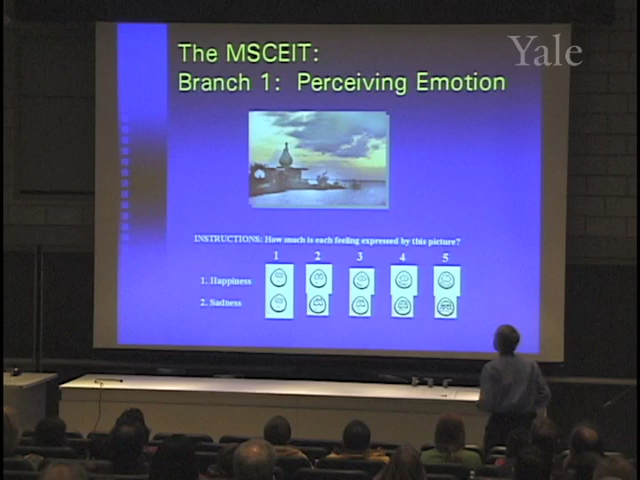 Yale
The MSCEIT:
Branch 1: Perceiving Emotion
INSTRUCTIONS: How much is each feeling expressed by this picture?
1 2 3 4 5
1. Happiness
2. Sadness